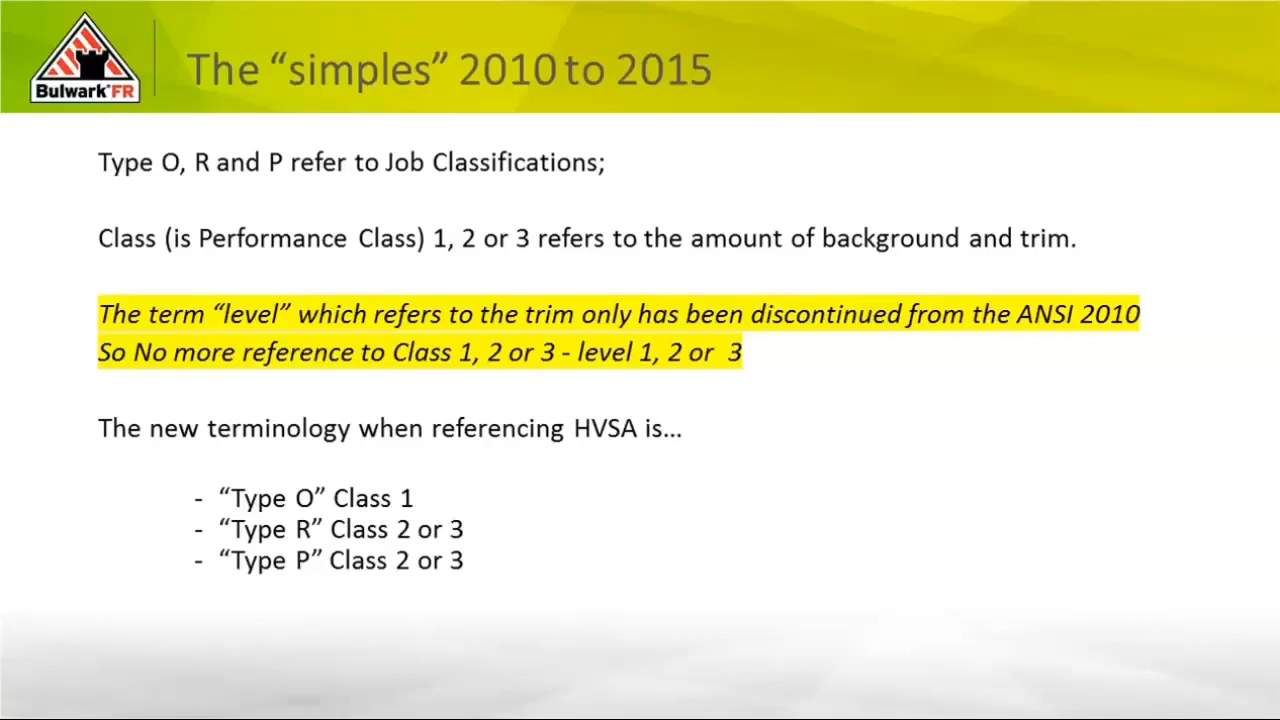 Bulwark®FR
The “simples” 2010 to 2015
Type O, R and P refer to Job Classifications;
Class (is Performance Class) 1, 2 or 3 refers to the amount of background and trim.
The term “level” which refers to the trim only has been discontinued from the ANSI 2010
So No more reference to Class 1, 2 or 3 - level 1, 2 or 3
The new terminology when referencing HVSA is…
- “Type O” Class 1
- “Type R” Class 2 or 3
- “Type P” Class 2 or 3